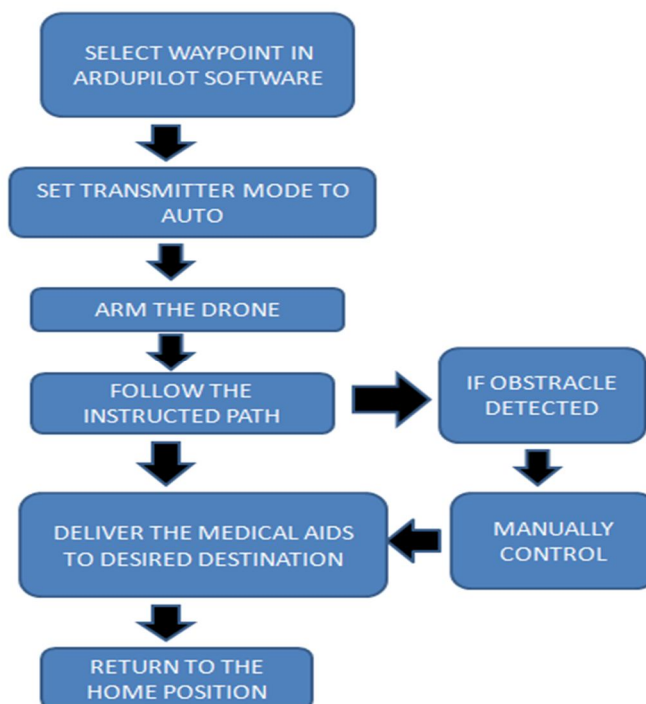 SELECT WAYPOINT IN
ARDUPILOT SOFTWARE
SET TRANSMITTER MODE TO
AUTO
ARM THE DRONE
FOLLOW THE
INSTRUCTED PATH
IF OBSTRACLE
DETECTED
MANUALLY
CONTROL
DELIVER THE MEDICAL AIDS
TO DESIRED DESTINATION
RETURN TO THE
HOME POSITION